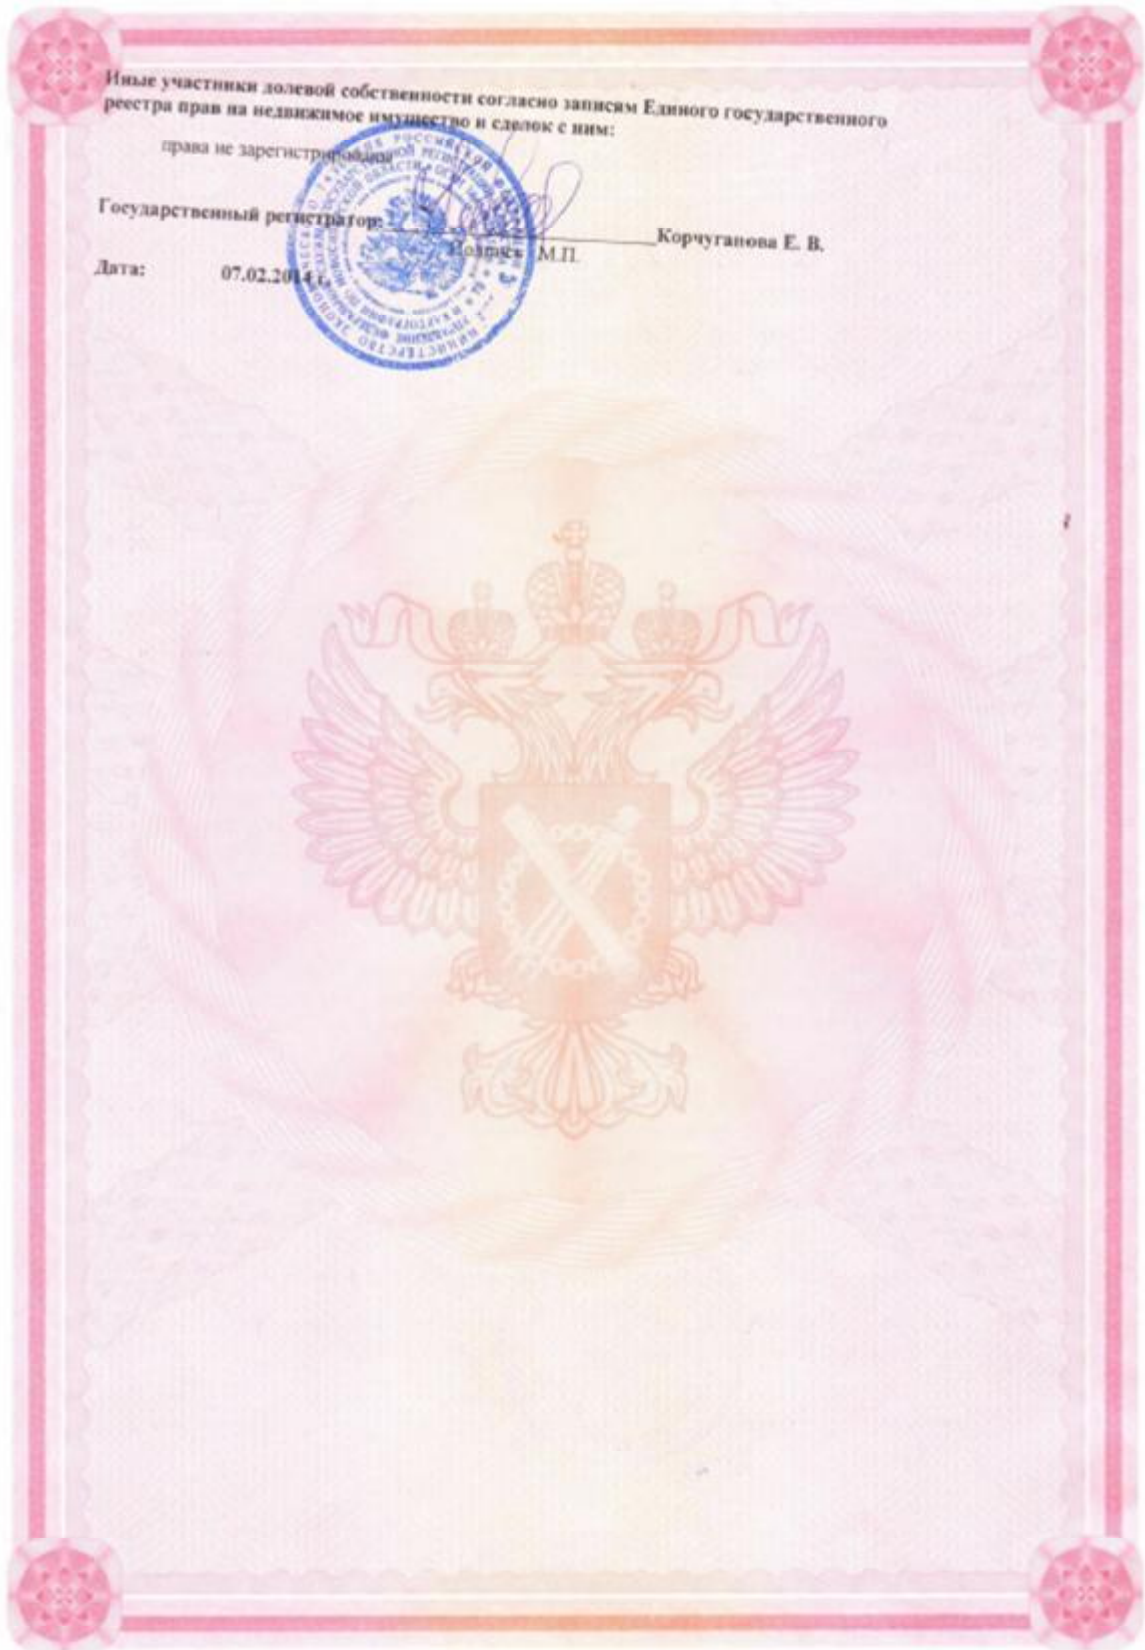 Иные участники долевой собственности согласно записям Единого государственного
реестра прав на недвижимое имущество и сделок с ним:
права не зарегистрированы
Государственный регистратор: Корчуганова Е. В.
Подпись М.П.
Дата: 07.02.2014 г.